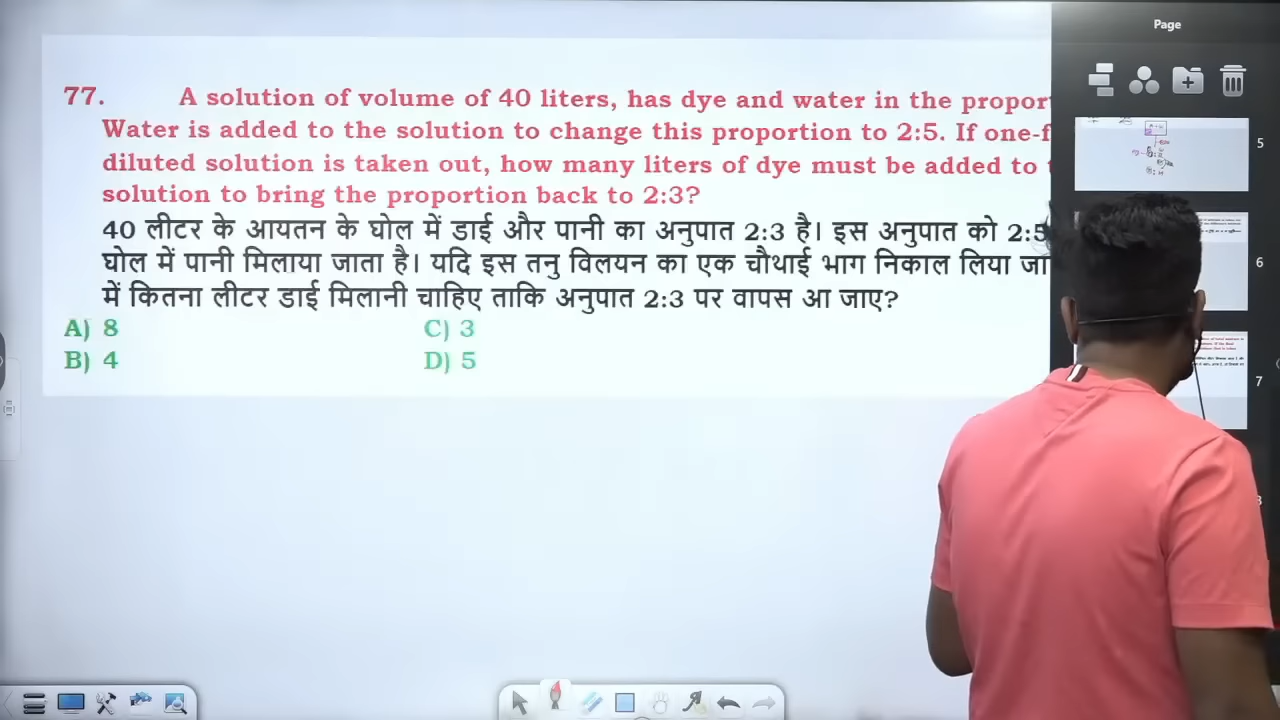 Page
77. A solution of volume of 40 liters, has dye and water in the
Water is added to the solution to change this proportion to 2:5. If
diluted solution is taken out, how many liters of dye must be added to
solution to bring the proportion back to 2:3?
40 लीटर के आयतन के घोल में डाई और पानी का अनुपात 2:3 है। इस अनुपात को 2:5
घोल में पानी मिलाया जाता है। यदि इस तनु विलयन का एक चौथाई भाग निकाल लिया
में कितना लीटर डाई मिलानी चाहिए ताकि अनुपात 2:3 पर वापस आ जाए?
A) 8 C) 3
B) 4 D) 5
5
6
7